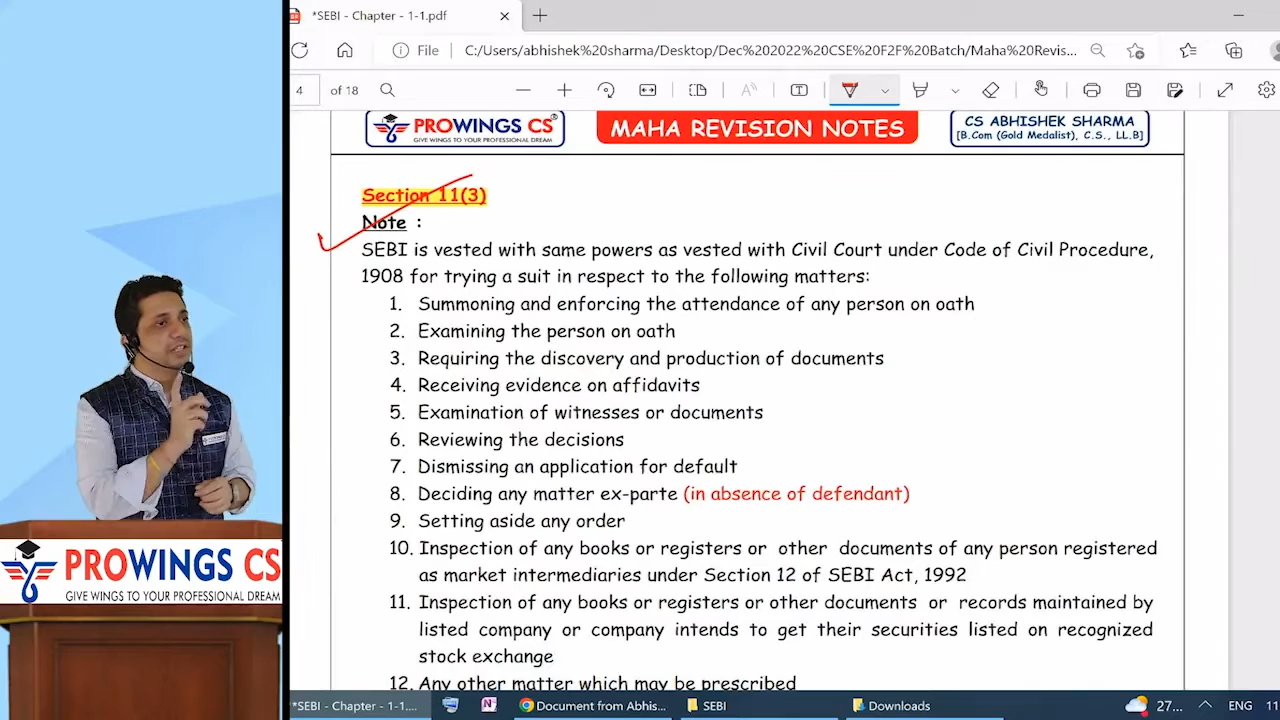 *SEBI - Chapter - 1-1.pdf
File C:/Users/abhishek%20sharma/Desktop/Dec%202022%20CSE%20F2F%20Batch/Maha%20Revis...
4 of 18
PROWINGS CS
GIVE WINGS TO YOUR PROFESSIONAL DREAM
MAHA REVISION NOTES
CS ABHISHEK SHARMA
[B.Com (Gold Medalist), C.S., LL.B]
Section 11(3)
Note :
SEBI is vested with same powers as vested with Civil Court under Code of Civil Procedure,
1908 for trying a suit in respect to the following matters:
1. Summoning and enforcing the attendance of any person on oath
2. Examining the person on oath
3. Requiring the discovery and production of documents
4. Receiving evidence on affidavits
5. Examination of witnesses or documents
6. Reviewing the decisions
7. Dismissing an application for default
8. Deciding any matter ex-parte (in absence of defendant)
9. Setting aside any order
10. Inspection of any books or registers or other documents of any person registered
as market intermediaries under Section 12 of SEBI Act, 1992
11. Inspection of any books or registers or other documents or records maintained by
listed company or company intends to get their securities listed on recognized
stock exchange
12. Any other matter which may be prescribed
PROWINGS CS
GIVE WINGS TO YOUR PROFESSIONAL DREAM
*SEBI - Chapter - 1-1.... Document from Abhis... SEBI Downloads 27... ENG 11